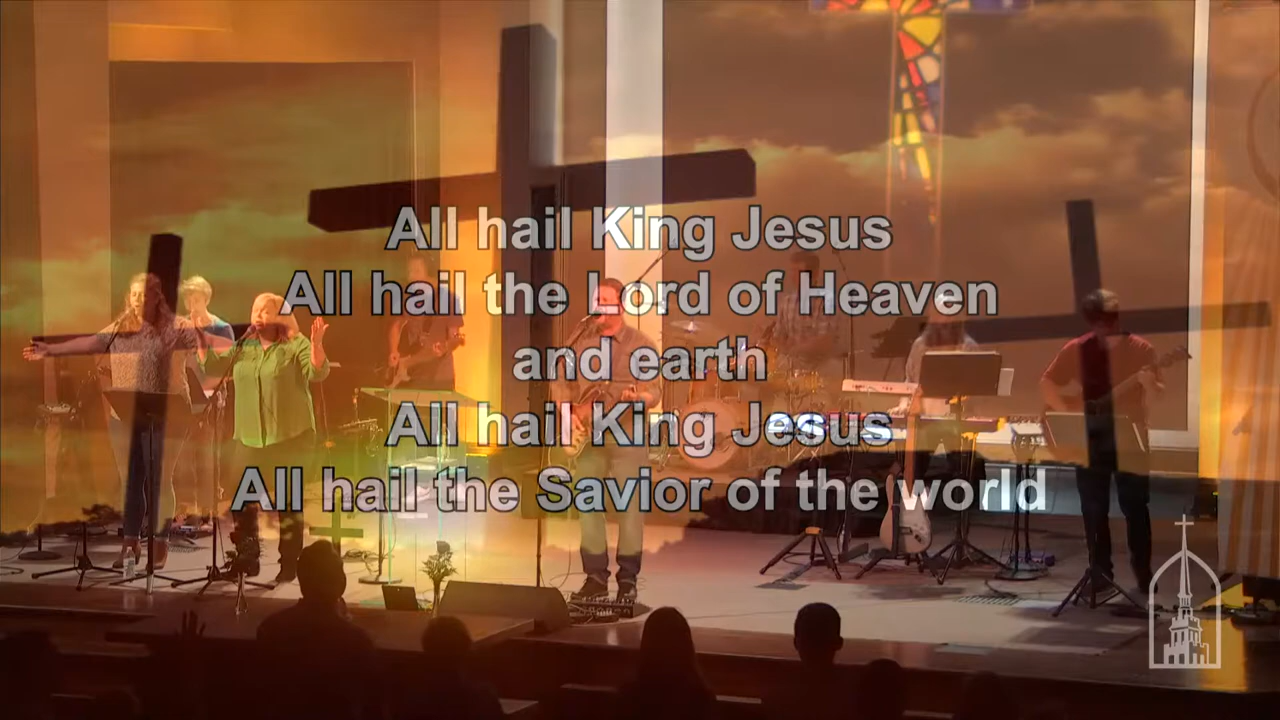 All hail King Jesus
All hail the Lord of Heaven
and earth
All hail King Jesus
All hail the Savior of the world